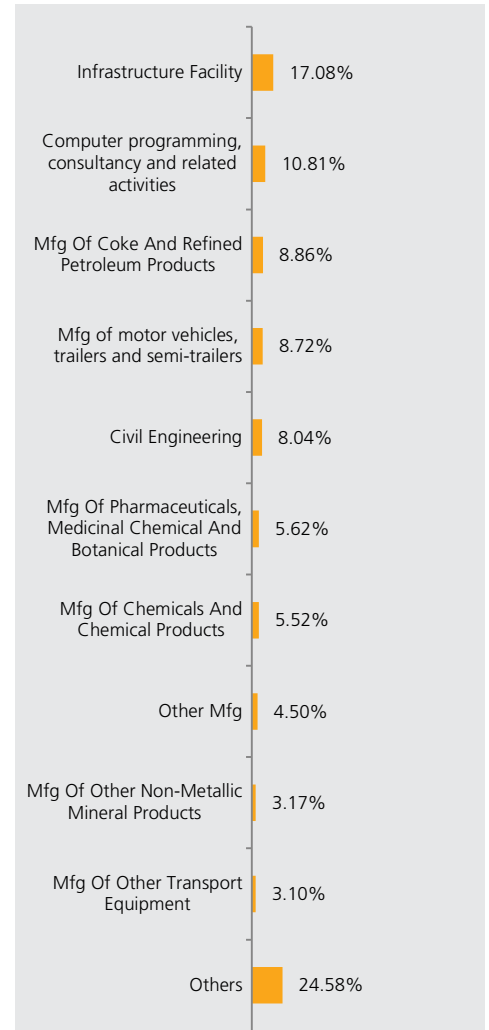 Infrastructure Facility 17.08%
Computer programming,
consultancy and related
activities
10.81%
Mfg Of Coke And Refined
Petroleum Products
8.86%
Mfg of motor vehicles,
trailers and semi-trailers
8.72%
Civil Engineering 8.04%
Mfg Of Pharmaceuticals,
Medicinal Chemical And
Botanical Products
5.62%
Mfg Of Chemicals And
Chemical Products
5.52%
Other Mfg 4.50%
Mfg Of Other Non-Metallic
Mineral Products
3.17%
Mfg Of Other Transport
Equipment
3.10%
Others 24.58%